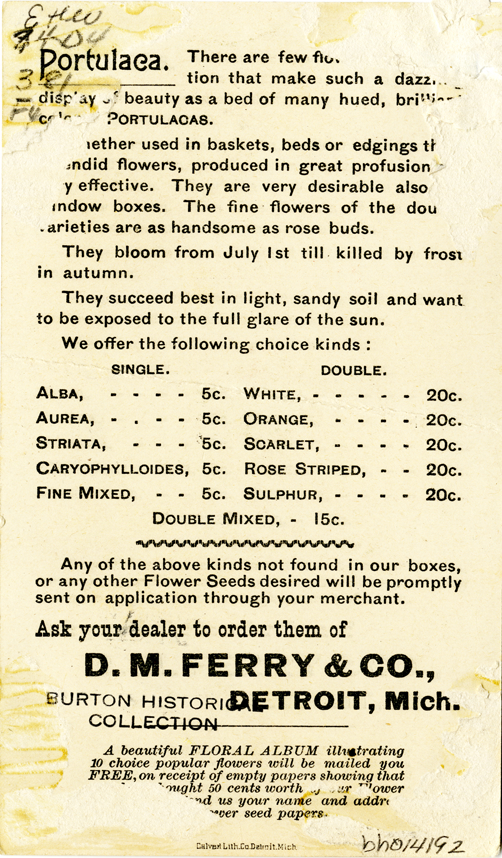 E HW
4404
Portulaca. There are few
tion that make such a
display of beauty as a bed of many hued,
PORTULACAS.
used in baskets, beds or edgings
flowers, produced in great profusion
effective. They are very desirable also
boxes. The fine flowers of the
are as handsome as rose buds.
They bloom from July 1st till killed by frost
in autumn.
They succeed best in light, sandy soil and want
to be exposed to the full glare of the sun.
We offer the following choice kinds :
SINGLE. DOUBLE.
ALBA, - - - - 5c. WHITE, - - - - - 20c.
AUREA, - - - - 5c. ORANGE, - - - - 20c.
STRIATA, - - - 5c. SCARLET, - - - - 20c.
CARYOPHYLLOIDES, 5c. ROSE STRIPED, - - 20c.
FINE MIXED, - - 5c. SULPHUR, - - - - 20c.
DOUBLE MIXED, - 15c.
Any of the above kinds not found in our boxes,
or any other Flower Seeds desired will be promptly
sent on application through your merchant.
Ask your dealer to order them of
D. M. FERRY & CO.,
DETROIT, Mich.
BURTON
COLLECTION
A beautiful FLORAL ALBUM illustrating
10 choice popular flowers will be mailed you
FREE, on receipt of empty papers showing that
50 cents worth
us your name and
seed papers.
Calvert Lith. Co. Detroit, Mich.
bh014192